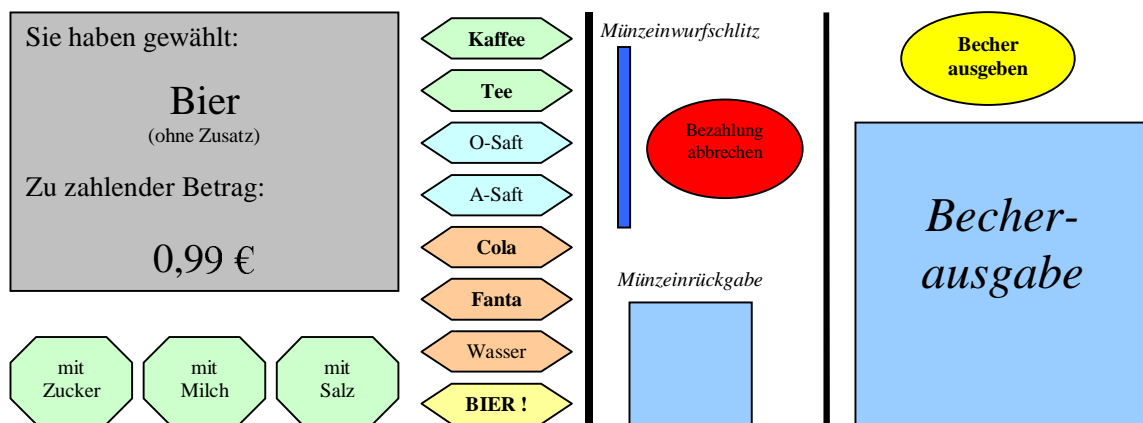 Sie haben gewählt:
Bier
(ohne Zusatz)
Zu zahlender Betrag:
0,99 €
mit
Zucker
mit
Milch
mit
Salz
Kaffee
Tee
O-Saft
A-Saft
Cola
Fanta
Wasser
BIER !
Münzeinwurfschlitz
Bezahlung
abbrechen
Münzeinrückgabe
Becher
ausgeben
Becher-
ausgabe